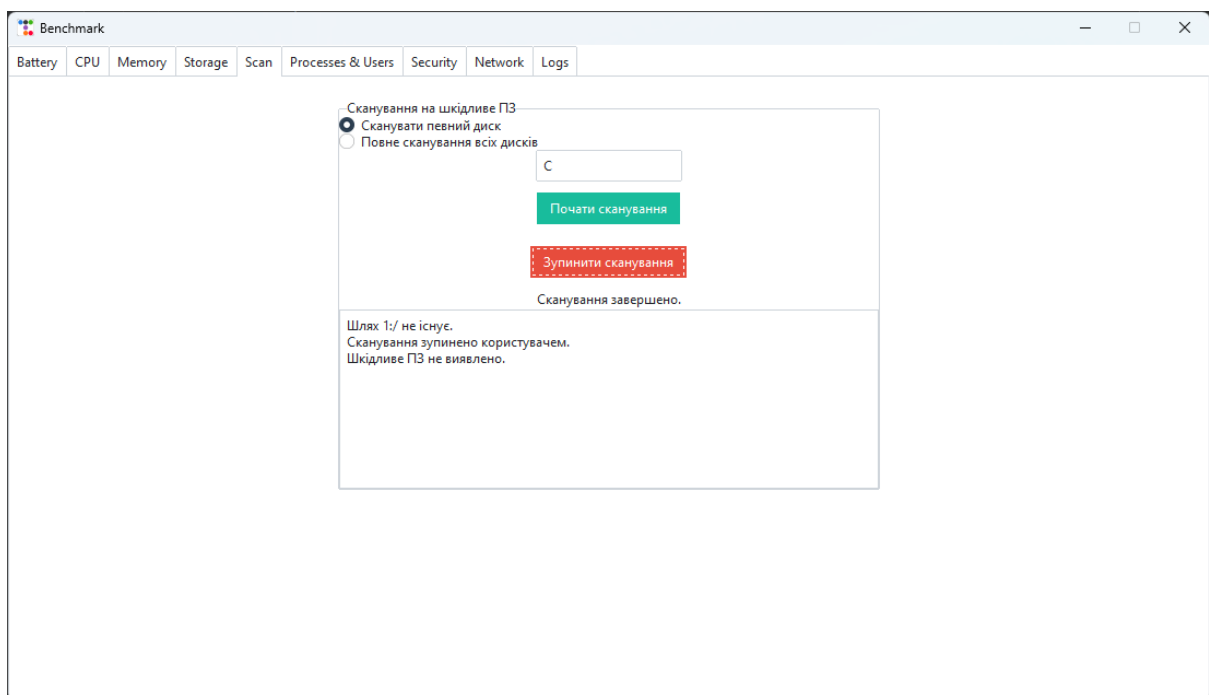 Benchmark
Battery CPU Memory Storage Scan Processes & Users Security Network Logs
Сканування на шкідливе ПЗ
Сканувати певний диск
Повне сканування всіх дисків
C
Почати сканування
Зупинити сканування
Сканування завершено.
Шлях 1:/ не існує.
Сканування зупинено користувачем.
Шкідливе ПЗ не виявлено.